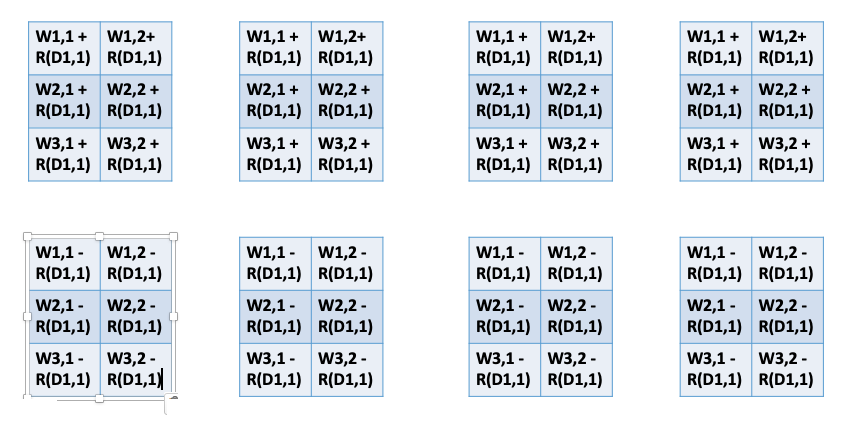 W1,1 + W1,2+ W1,1 + W1,2+ W1,1 + W1,2+ W1,1 + W1,2+
R(D1,1) R(D1,1) R(D1,1) R(D1,1) R(D1,1) R(D1,1) R(D1,1) R(D1,1)
W2,1 + W2,2 + W2,1 + W2,2 + W2,1 + W2,2 + W2,1 + W2,2 +
R(D1,1) R(D1,1) R(D1,1) R(D1,1) R(D1,1) R(D1,1) R(D1,1) R(D1,1)
W3,1 + W3,2 + W3,1 + W3,2 + W3,1 + W3,2 + W3,1 + W3,2 +
R(D1,1) R(D1,1) R(D1,1) R(D1,1) R(D1,1) R(D1,1) R(D1,1) R(D1,1)
W1,1 - W1,2 - W1,1 - W1,2 - W1,1 - W1,2 - W1,1 - W1,2 -
R(D1,1) R(D1,1) R(D1,1) R(D1,1) R(D1,1) R(D1,1) R(D1,1) R(D1,1)
W2,1 - W2,2 - W2,1 - W2,2 - W2,1 - W2,2 - W2,1 - W2,2 -
R(D1,1) R(D1,1) R(D1,1) R(D1,1) R(D1,1) R(D1,1) R(D1,1) R(D1,1)
W3,1 - W3,2 - W3,1 - W3,2 - W3,1 - W3,2 - W3,1 - W3,2 -
R(D1,1) R(D1,1) R(D1,1) R(D1,1) R(D1,1) R(D1,1) R(D1,1) R(D1,1)